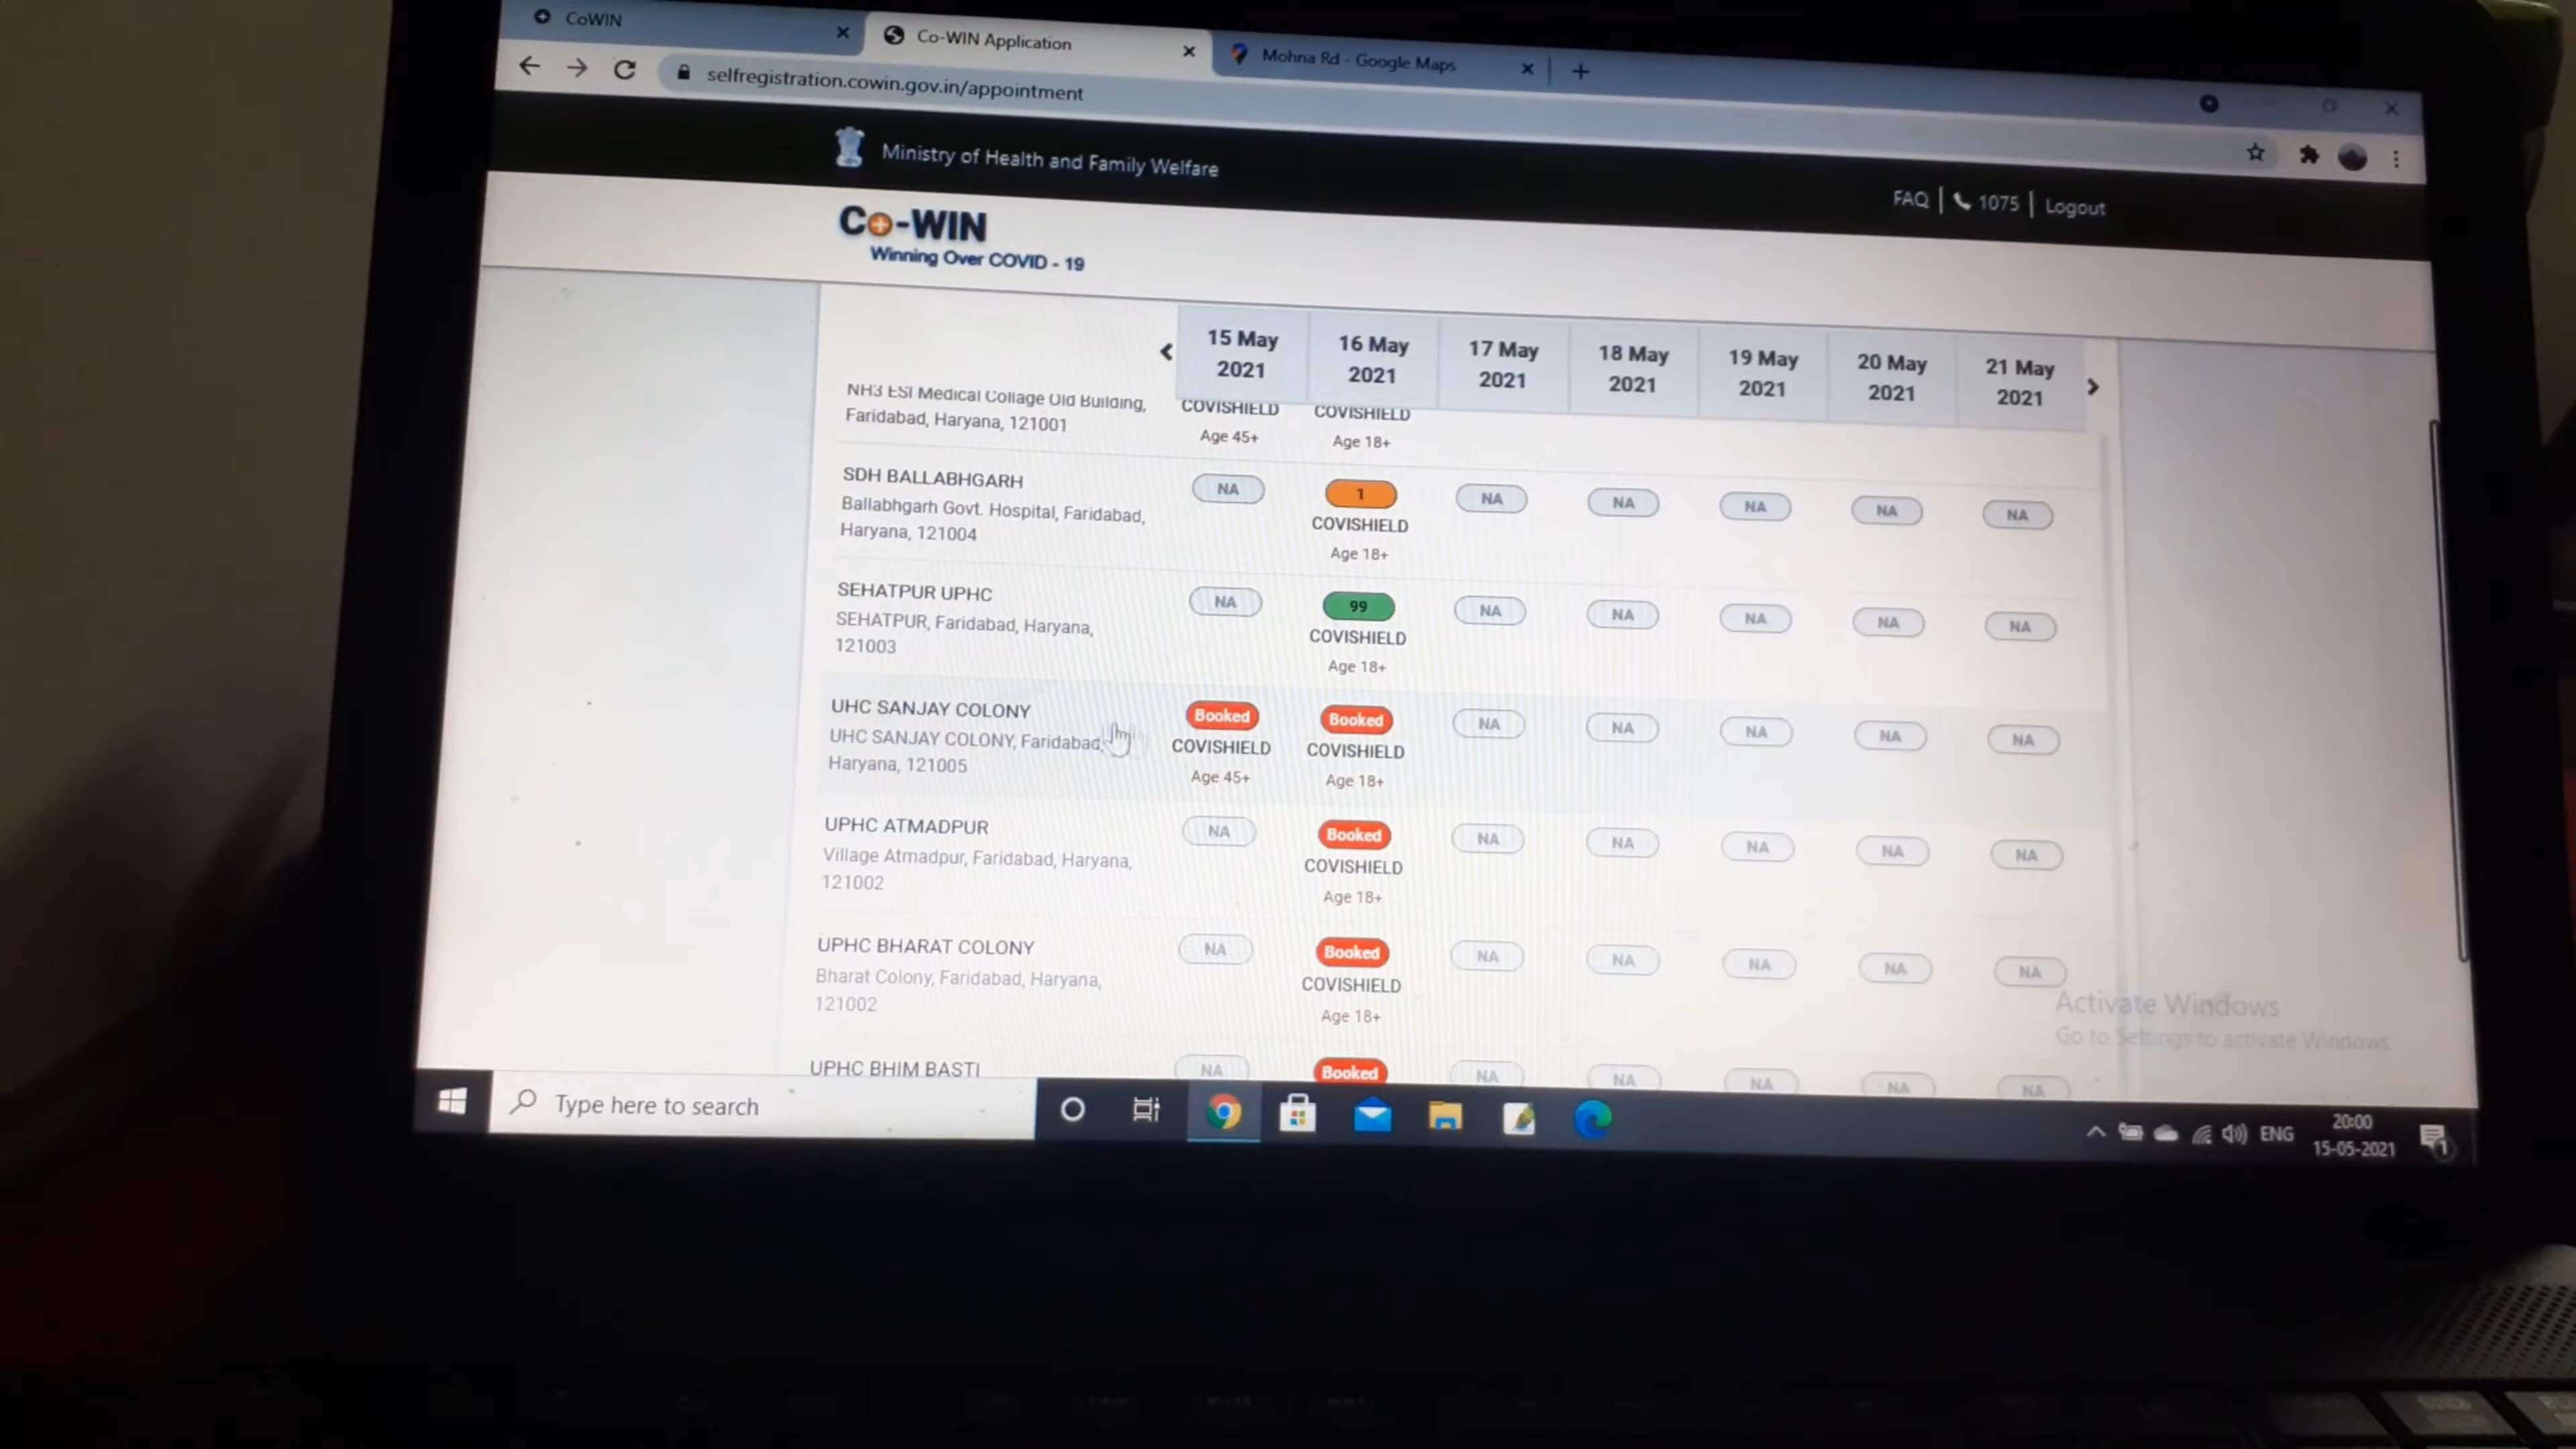 CoWIN
Co-WIN Application
Mohna Rd - Google Maps
selfregistration.cowin.gov.in/appointment
Ministry of Health and Family Welfare
FAQ | 1075 | Logout
Co-WIN
Winning Over COVID - 19
15 May 2021
16 May 2021
17 May 2021
18 May 2021
19 May 2021
20 May 2021
21 May 2021
NH3 ESI Medical Collage Old Building,
Faridabad, Haryana, 121001
COVISHIELD
Age 45+
COVISHIELD
Age 18+
SDH BALLABHGARH
Ballabhgarh Govt. Hospital, Faridabad,
Haryana, 121004
NA
1
COVISHIELD
Age 18+
NA
NA
NA
NA
NA
SEHATPUR UPHC
SEHATPUR, Faridabad, Haryana,
121003
NA
99
COVISHIELD
Age 18+
NA
NA
NA
NA
NA
UHC SANJAY COLONY
UHC SANJAY COLONY, Faridabad,
Haryana, 121005
Booked
COVISHIELD
Age 45+
Booked
COVISHIELD
Age 18+
NA
NA
NA
NA
NA
UPHC ATMADPUR
Village Atmadpur, Faridabad, Haryana,
121002
NA
Booked
COVISHIELD
Age 18+
NA
NA
NA
NA
NA
UPHC BHARAT COLONY
Bharat Colony, Faridabad, Haryana,
121002
NA
Booked
COVISHIELD
Age 18+
NA
NA
NA
NA
NA
UPHC BHIM BASTI
NA
Booked
NA
NA
NA
NA
NA
Activate Windows
Go to Settings to activate Windows.
Type here to search
ENG
20:00
15-05-2021
1